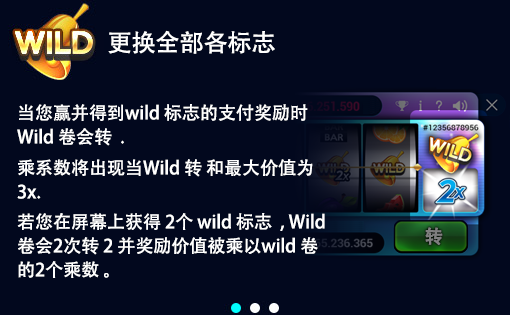 WILD
更换全部各标志
当您赢并得到wild 标志的支付奖励时
Wild 卷会转 .
乘系数将出现当Wild 转 和最大价值为
3x.
若您在屏幕上获得 2个 wild 标志 , Wild
卷会2次转 2 并奖励价值被乘以wild 卷
的2个乘数 。
251,590
i ?
#12356878956
BAR
WILD
2x
WILD
WILD
2x
5,236,365
转